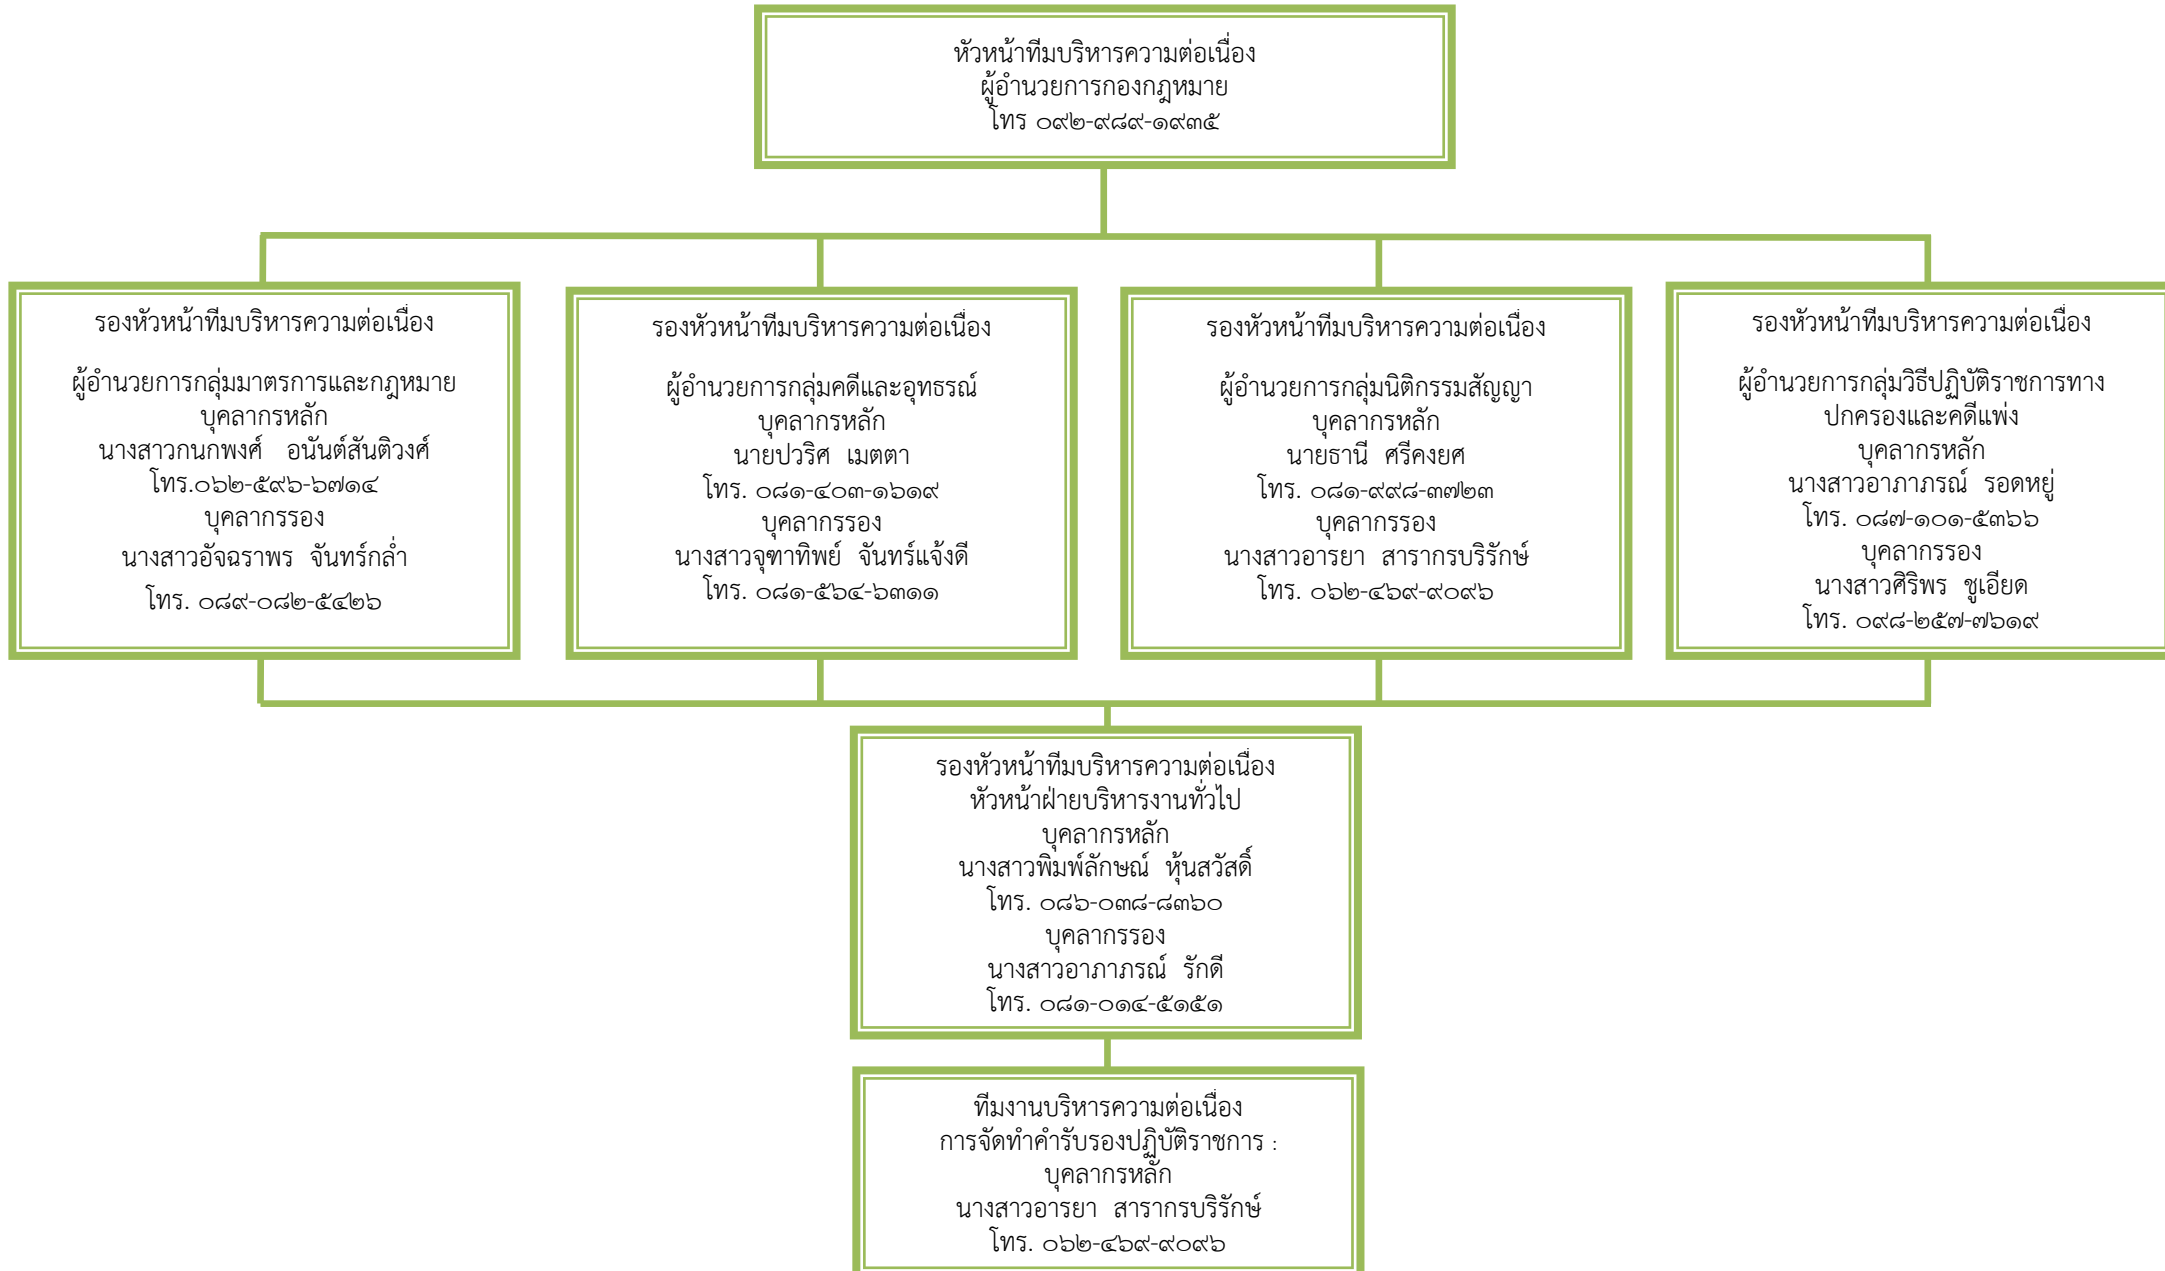 หัวหน้าทีมบริหารความต่อเนื่อง
ผู้อำนวยการกองกฎหมาย
โทร ๐๙๒-๙๘๙-๑๙๓๕
รองหัวหน้าทีมบริหารความต่อเนื่อง
ผู้อำนวยการกลุ่มมาตรการและกฎหมาย
บุคลากรหลัก
นางสาวกนกพงศ์ อนันต์สันติวงศ์
โทร.๐๖๒-๕๙๖-๖๗๑๔
บุคลากรรอง
นางสาวอัจฉราพร จันทร์กล่ำ
โทร. ๐๘๙-๐๘๒-๕๔๒๖
รองหัวหน้าทีมบริหารความต่อเนื่อง
ผู้อำนวยการกลุ่มคดีและอุทธรณ์
บุคลากรหลัก
นายปวริศ เมตตา
โทร. ๐๘๑-๔๐๓-๑๖๑๙
บุคลากรรอง
นางสาวจุฑาทิพย์ จันทร์แจ้งดี
โทร. ๐๘๑-๕๖๔-๖๓๑๑
รองหัวหน้าทีมบริหารความต่อเนื่อง
ผู้อำนวยการกลุ่มนิติกรรมสัญญา
บุคลากรหลัก
นายธานี ศรีคงยศ
โทร. ๐๘๑-๙๙๘-๓๗๒๓
บุคลากรรอง
นางสาวอารยา สารากรบริรักษ์
โทร. ๐๖๒-๔๖๙-๙๐๙๖
รองหัวหน้าทีมบริหารความต่อเนื่อง
ผู้อำนวยการกลุ่มวิธีปฏิบัติราชการทาง
ปกครองและคดีแพ่ง
บุคลากรหลัก
นางสาวอาภาภรณ์ รอดหยู่
โทร. ๐๘๗-๑๐๑-๕๓๖๖
บุคลากรรอง
นางสาวศิริพร ชูเอียด
โทร. ๐๙๘-๒๕๗-๗๖๑๙
รองหัวหน้าทีมบริหารความต่อเนื่อง
หัวหน้าฝ่ายบริหารงานทั่วไป
บุคลากรหลัก
นางสาวพิมพ์ลักษณ์ หุ้นสวัสดิ์
โทร. ๐๘๖-๐๓๘-๘๓๖๐
บุคลากรรอง
นางสาวอาภาภรณ์ รักดี
โทร. ๐๘๑-๐๑๔-๕๑๕๑
ทีมงานบริหารความต่อเนื่อง
การจัดทำคำรับรองปฏิบัติราชการ :
บุคลากรหลัก
นางสาวอารยา สารากรบริรักษ์
โทร. ๐๖๒-๔๖๙-๙๐๙๖